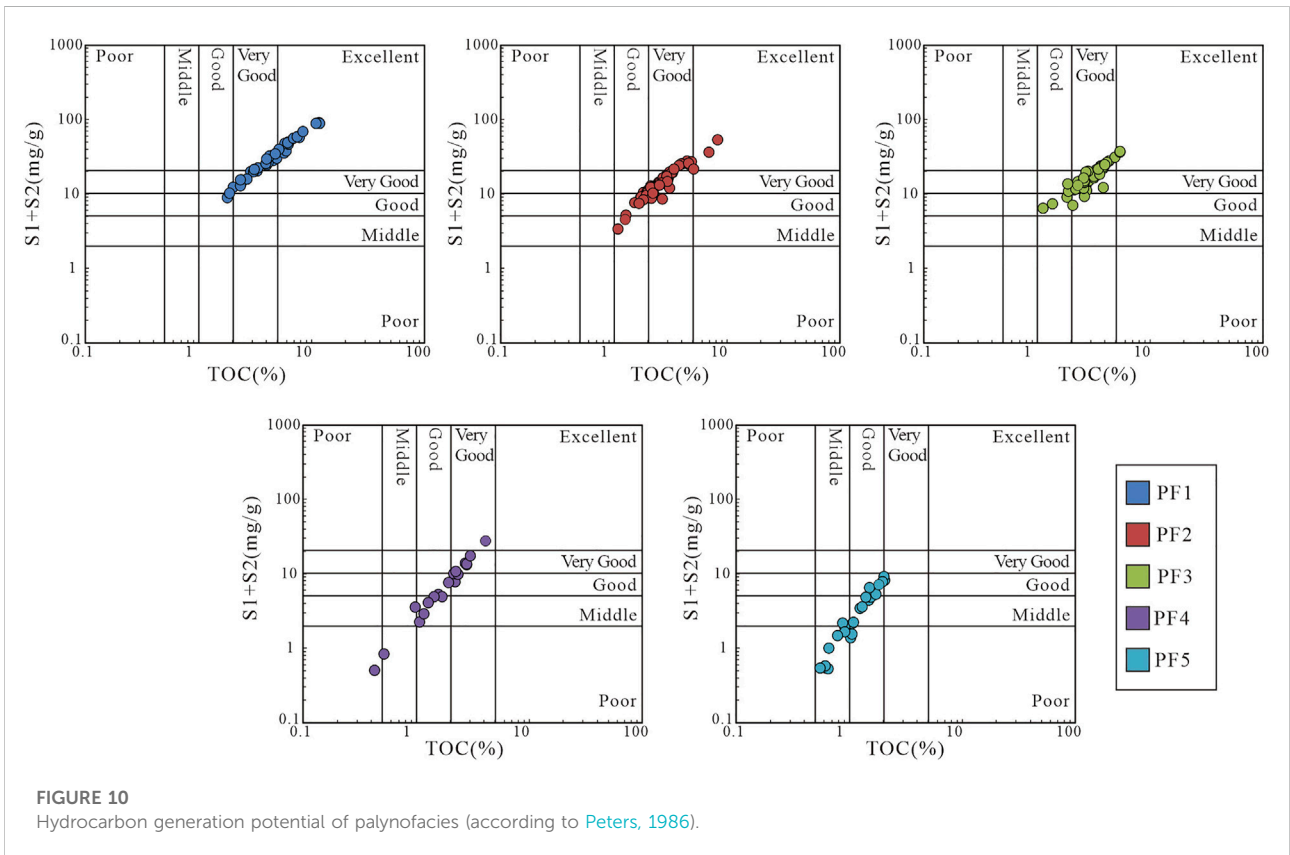 1000
100
10
1
0.1
S1+S2(mg/g)
Poor
Middle
Good
Very
Good
Excellent
Very Good
Good
Middle
Poor
0.1
1
10
100
TOC(%)
1000
100
10
1
0.1
S1+S2(mg/g)
Poor
Middle
Good
Very
Good
Excellent
Very Good
Good
Middle
Poor
0.1
1
10
100
TOC(%)
1000
100
10
1
0.1
S1+S2(mg/g)
Poor
Middle
Good
Very
Good
Excellent
Very Good
Good
Middle
Poor
0.1
1
10
100
TOC(%)
1000
100
10
1
0.1
S1+S2(mg/g)
Poor
Middle
Good
Very
Good
Excellent
Very Good
Good
Middle
Poor
0.1
1
10
100
TOC(%)
1000
100
10
1
0.1
S1+S2(mg/g)
Poor
Middle
Good
Very
Good
Excellent
Very Good
Good
Middle
Poor
0.1
1
10
100
TOC(%)
PF1
PF2
PF3
PF4
PF5
FIGURE 10
Hydrocarbon generation potential of palynofacies (according to Peters, 1986).